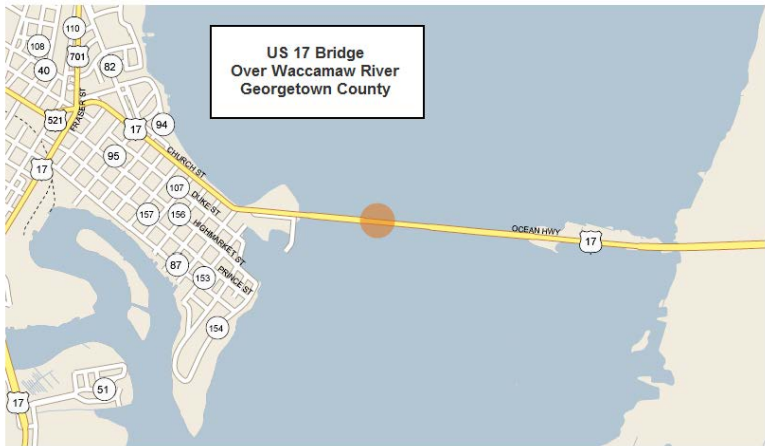 US 17 Bridge
Over Waccamaw River
Georgetown County
110
108
701
40
82
521
FRASER ST
17
94
95
CHURCH ST
17
107
DUKE ST
157
156
HIGHMARKET ST
OCEAN HWY
17
87
153
PRINCE ST
154
51
17